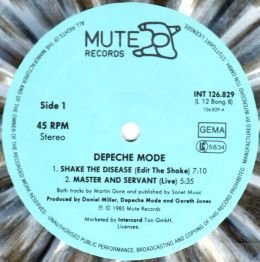 MUTE
RECORDS
INT 126.829
(L 12 Bong 8)
126.829 A
Side 1
45 RPM
Stereo
GEMA
LC 5834
DEPECHE MODE
1. SHAKE THE DISEASE (Edit The Shake) 7:10
2. MASTER AND SERVANT (Live) 5:35
Both tracks by Martin Gore and published by Sonet Music
Produced by Daniel Miller, Depeche Mode and Gareth Jones
Ⓟ © 1985 Mute Records
Marketed by Intercord Ton GmbH,
Licensee.
ALL RIGHTS OF THE MANUFACTURER AND OF THE OWNER OF THE RECORDED WORK RESERVED
UNAUTHORISED PUBLIC PERFORMANCE, BROADCASTING AND COPYING OF THIS RECORD PROHIBITED